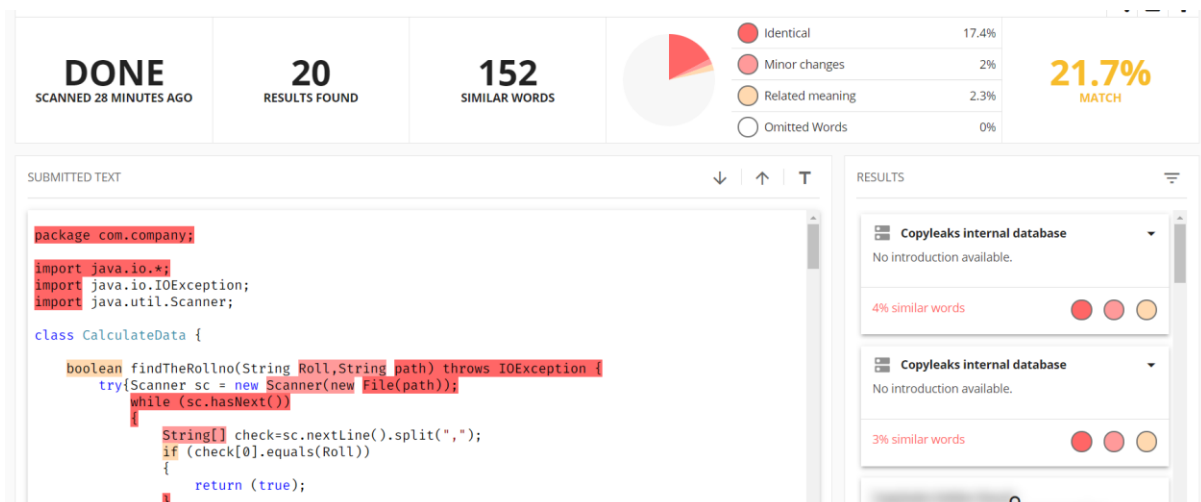 DONE
SCANNED 28 MINUTES AGO
20
RESULTS FOUND
152
SIMILAR WORDS
Identical 17.4%
Minor changes 2%
Related meaning 2.3%
Omitted Words 0%
21.7%
MATCH
SUBMITTED TEXT
T
package com.company;
import java.io.*;
import java.io.IOException;
import java.util.Scanner;
class CalculateData {
boolean findTheRollno(String Roll,String path) throws IOException {
try{Scanner sc = new Scanner(new File(path));
while (sc.hasNext())
{
String[] check=sc.nextLine().split(",");
if (check[0].equals(Roll))
{
return (true);
}
RESULTS
Copyleaks internal database
No introduction available.
4% similar words
Copyleaks internal database
No introduction available.
3% similar words